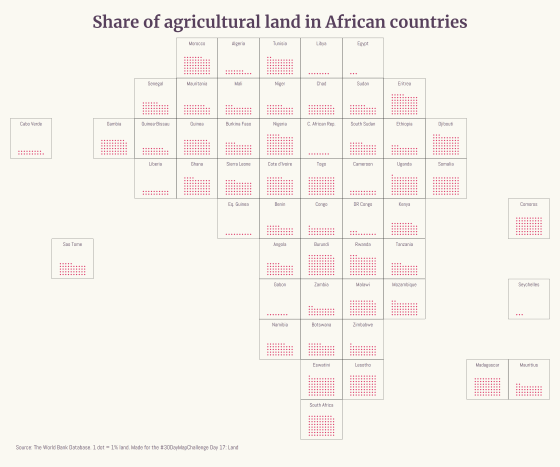 Share of agricultural land in African countries
Morocco Algeria Tunisia Libya Egypt
Senegal Mauritania Mali Niger Chad Sudan Eritrea
Cabo Verde Gambia Guinea-Bissau Guinea Burkina Faso Nigeria C. African Rep. South Sudan Ethiopia Djibouti
Liberia Ghana Sierra Leone Cote d'Ivoire Togo Cameroon Uganda Somalia
Eq. Guinea Benin Congo DR Congo Kenya Comoros
Sao Tome Angola Burundi Rwanda Tanzania
Gabon Zambia Malawi Mozambique Seychelles
Namibia Botswana Zimbabwe
Eswatini Lesotho Madagascar Mauritius
South Africa
Source: The World Bank Database. 1 dot = 1% land. Made for the #30DayMapChallenge Day 17: Land